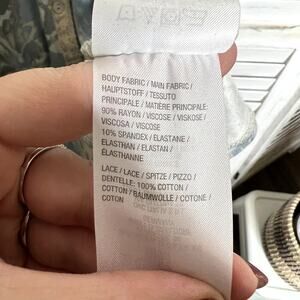 BODY FABRIC / MAIN FABRIC /
HAUPTSTOFF / TESSUTO
PRINCIPALE / MATIÈRE PRINCIPALE:
90% RAYON / VISCOSE / VISKOSE /
VISCOSA / VISCOSE
10% SPANDEX / ELASTANE /
ELASTHAN / ELASTAN /
ÉLASTHANNE
LACE / LACE / SPITZE / PIZZO /
DENTELLE: 100% COTTON /
COTTON / BAUMWOLLE / COTONE /
COTON